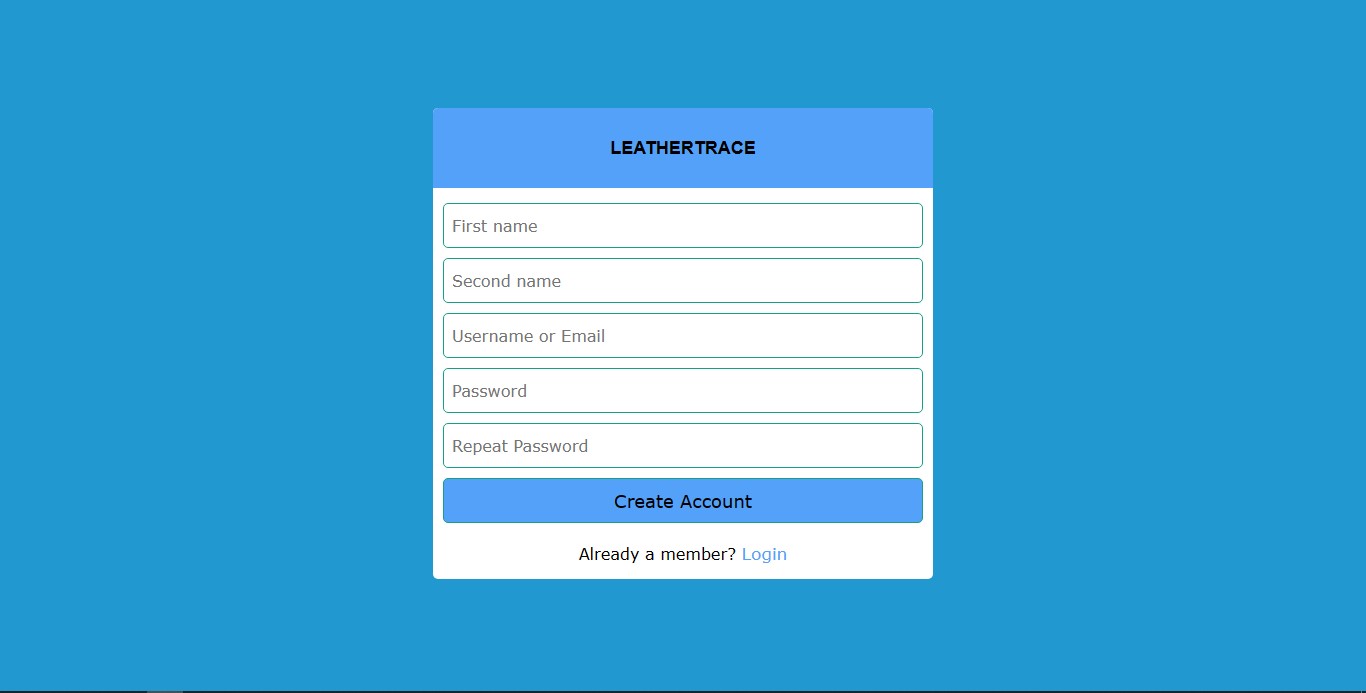 LEATHERTRACE
First name
Second name
Username or Email
Password
Repeat Password
Create Account
Already a member? Login